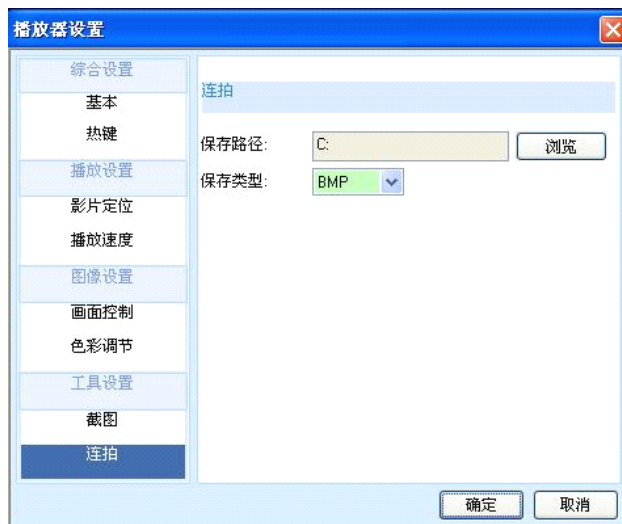 播放器设置
综合设置
基本
热键
播放设置
影片定位
播放速度
图像设置
画面控制
色彩调节
工具设置
截图
连拍
连拍
保存路径: C: 浏览
保存类型: BMP
确定 取消